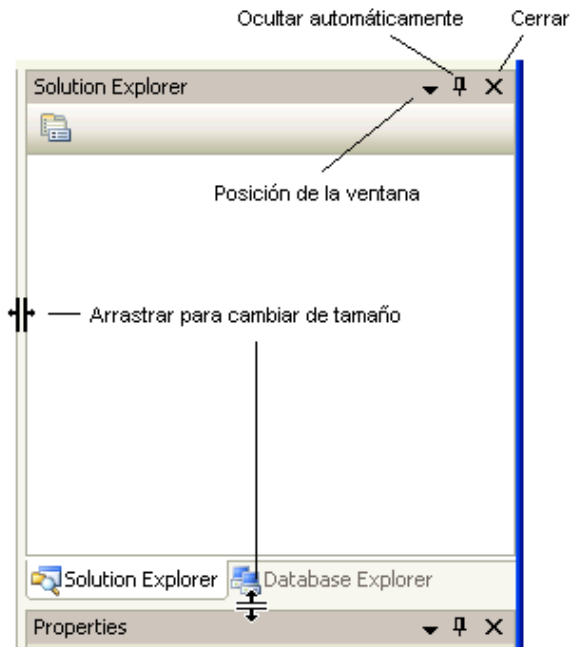 Ocultar automáticamente Cerrar
Solution Explorer
Posición de la ventana
Arrastrar para cambiar de tamaño
Solution Explorer Database Explorer
Properties